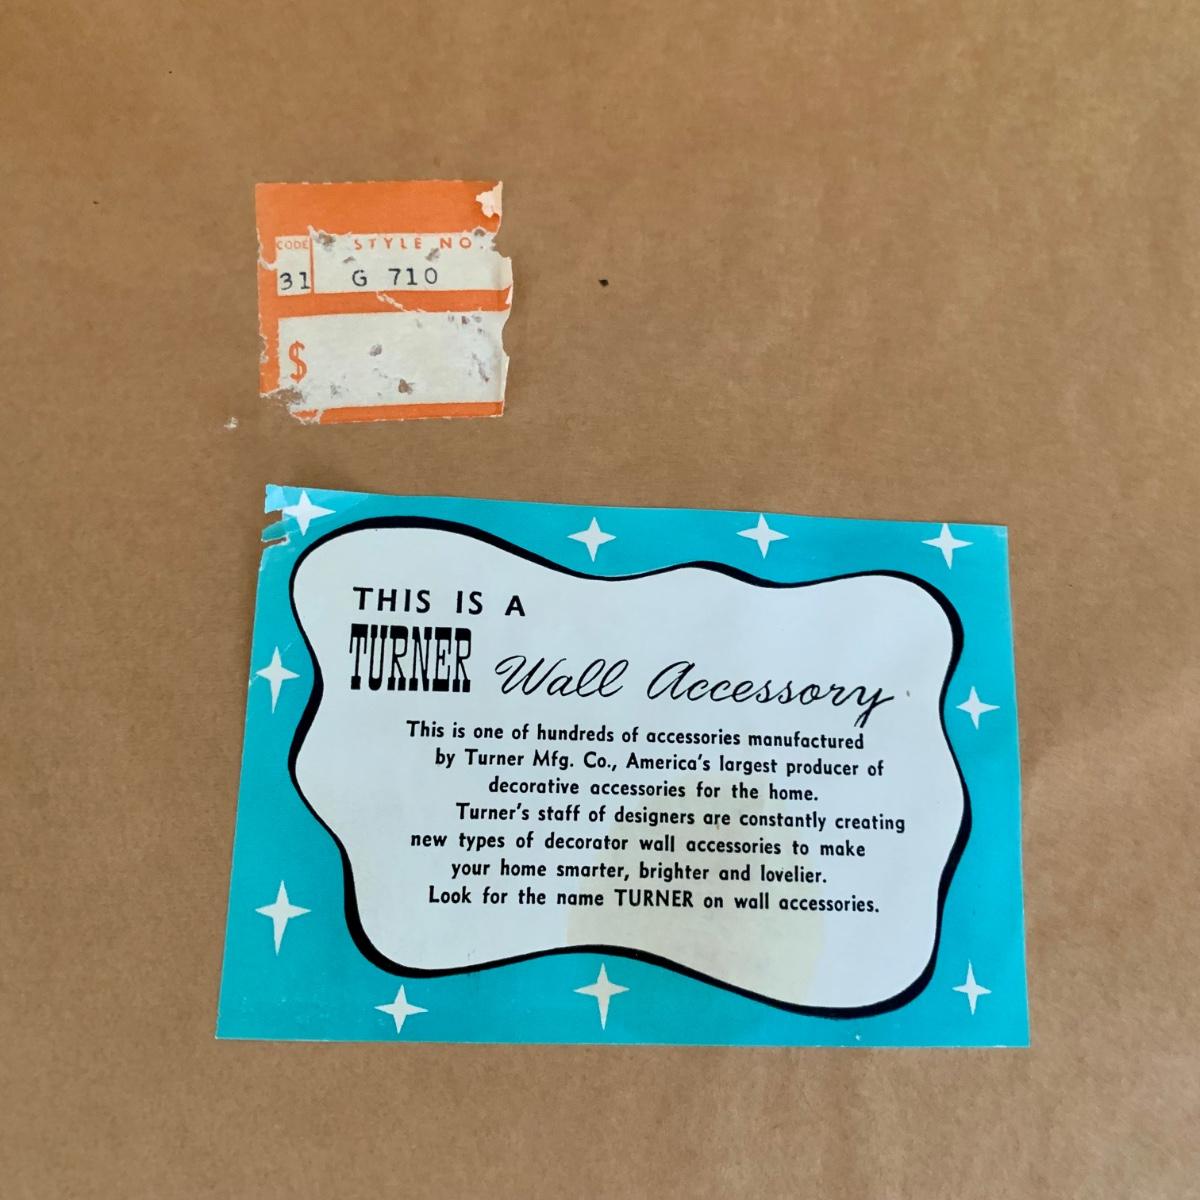 CODE STYLE NO.
31 G 710
$
THIS IS A
TURNER Wall Accessory
This is one of hundreds of accessories manufactured
by Turner Mfg. Co., America's largest producer of
decorative accessories for the home.
Turner's staff of designers are constantly creating
new types of decorator wall accessories to make
your home smarter, brighter and lovelier.
Look for the name TURNER on wall accessories.